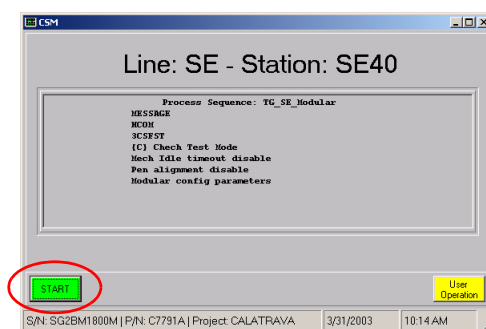 CSM
Line: SE - Station: SE40
Process Sequence: TG_SE_Modular
MESSAGE
MCOM
3CSFST
{C} Chech Test Mode
Mech Idle timeout disable
Pen alignment disable
Modular config parameters
START
User
Operation
S/N: SG2BM1800M | P/N: C7791A | Project: CALATRAVA 3/31/2003 10:14 AM